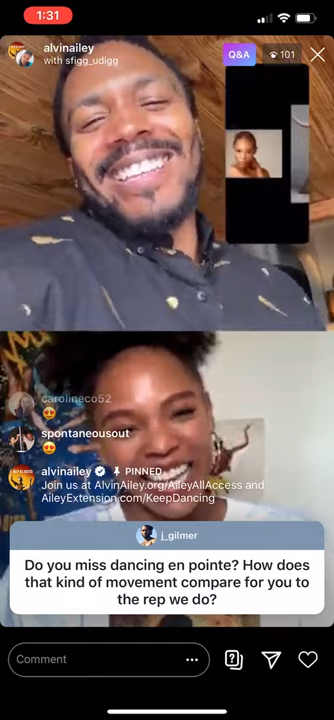 1:31
alvinailey
with sfigg_udigg
Q&A
101
carolineco52
😍
spontaneousout
😍
alvinailey PINNED
Join us at AlvinAiley.org/AileyAllAccess and
AileyExtension.com/KeepDancing
j_gilmer
Do you miss dancing en pointe? How does
that kind of movement compare for you to
the rep we do?
Comment